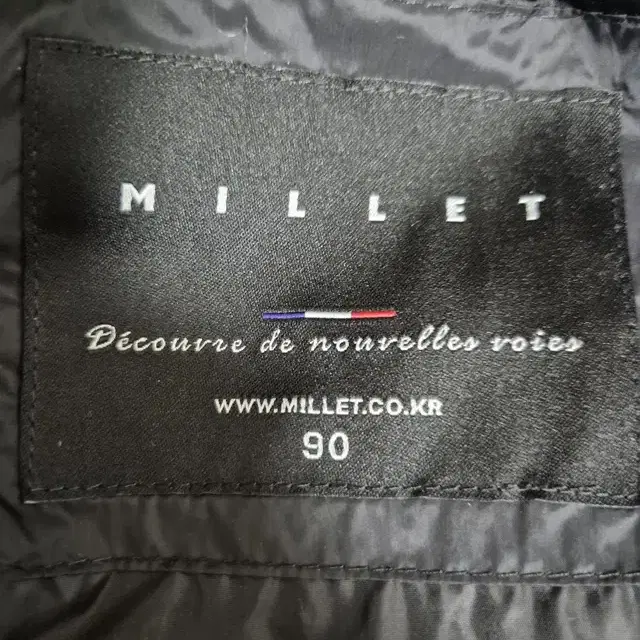 MILLET
Découvre de nouvelles voies
WWW.MILLET.CO.KR
90